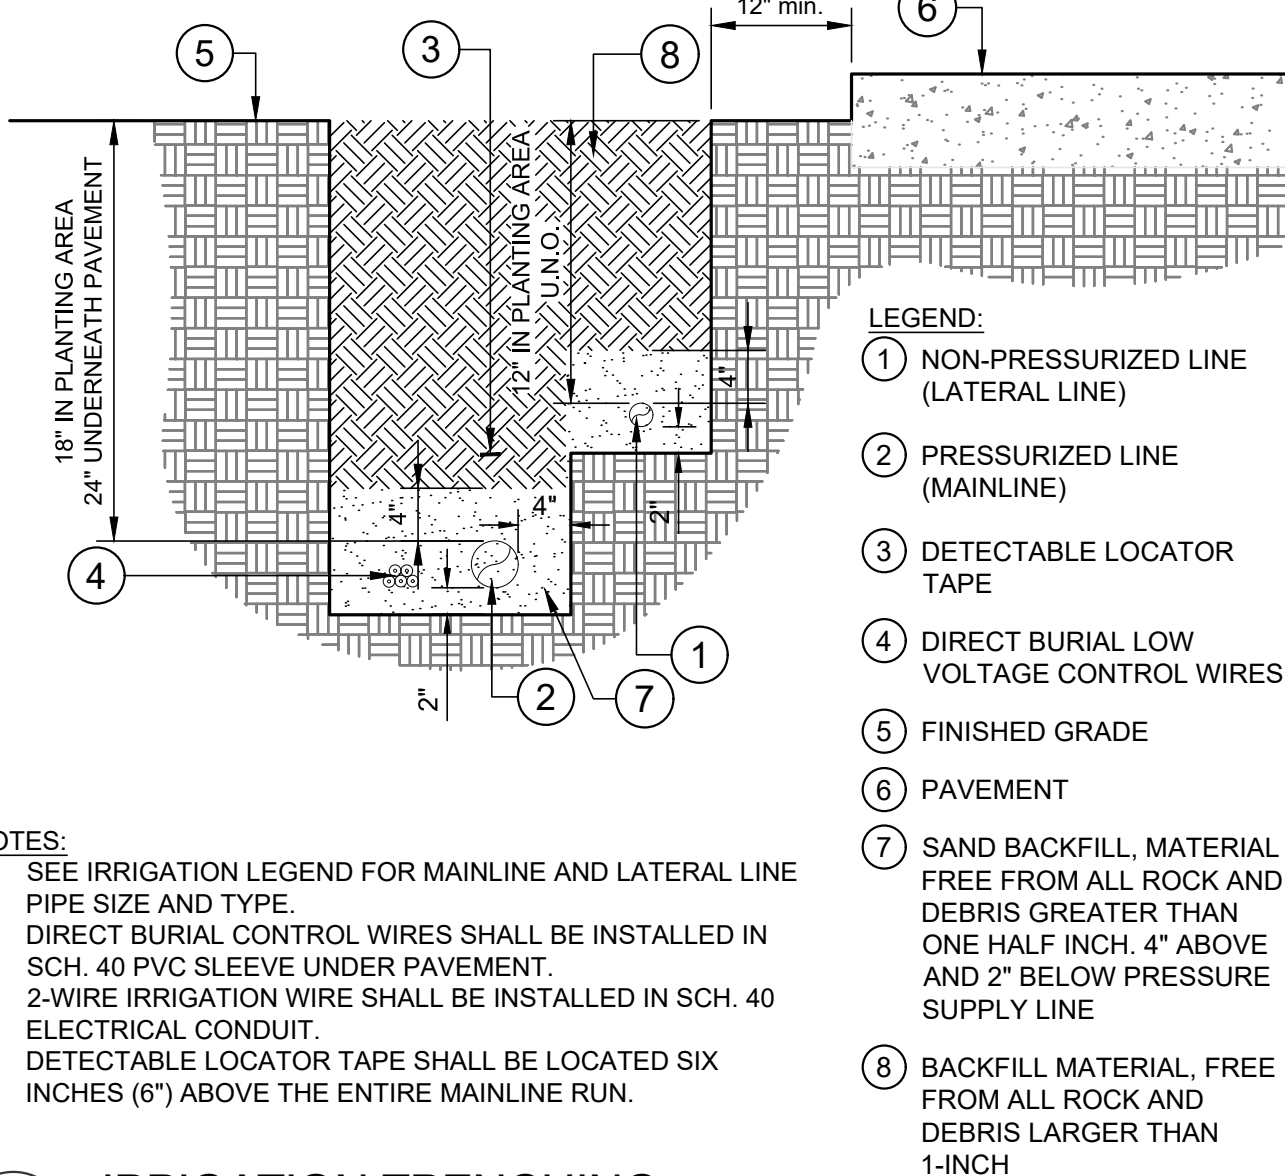 12" min.
6
5
3
8
18" IN PLANTING AREA
24" UNDERNEATH PAVEMENT
12" IN PLANTING AREA
U.N.O.
4"
4"
4"
2"
2"
4
1
2
7
LEGEND:
1 NON-PRESSURIZED LINE
(LATERAL LINE)
2 PRESSURIZED LINE
(MAINLINE)
3 DETECTABLE LOCATOR
TAPE
4 DIRECT BURIAL LOW
VOLTAGE CONTROL WIRES
5 FINISHED GRADE
6 PAVEMENT
7 SAND BACKFILL, MATERIAL
FREE FROM ALL ROCK AND
DEBRIS GREATER THAN
ONE HALF INCH. 4" ABOVE
AND 2" BELOW PRESSURE
SUPPLY LINE
8 BACKFILL MATERIAL, FREE
FROM ALL ROCK AND
DEBRIS LARGER THAN
1-INCH
OTES:
SEE IRRIGATION LEGEND FOR MAINLINE AND LATERAL LINE
PIPE SIZE AND TYPE.
DIRECT BURIAL CONTROL WIRES SHALL BE INSTALLED IN
SCH. 40 PVC SLEEVE UNDER PAVEMENT.
2-WIRE IRRIGATION WIRE SHALL BE INSTALLED IN SCH. 40
ELECTRICAL CONDUIT.
DETECTABLE LOCATOR TAPE SHALL BE LOCATED SIX
INCHES (6") ABOVE THE ENTIRE MAINLINE RUN.
IRRIGATION TRENCHING